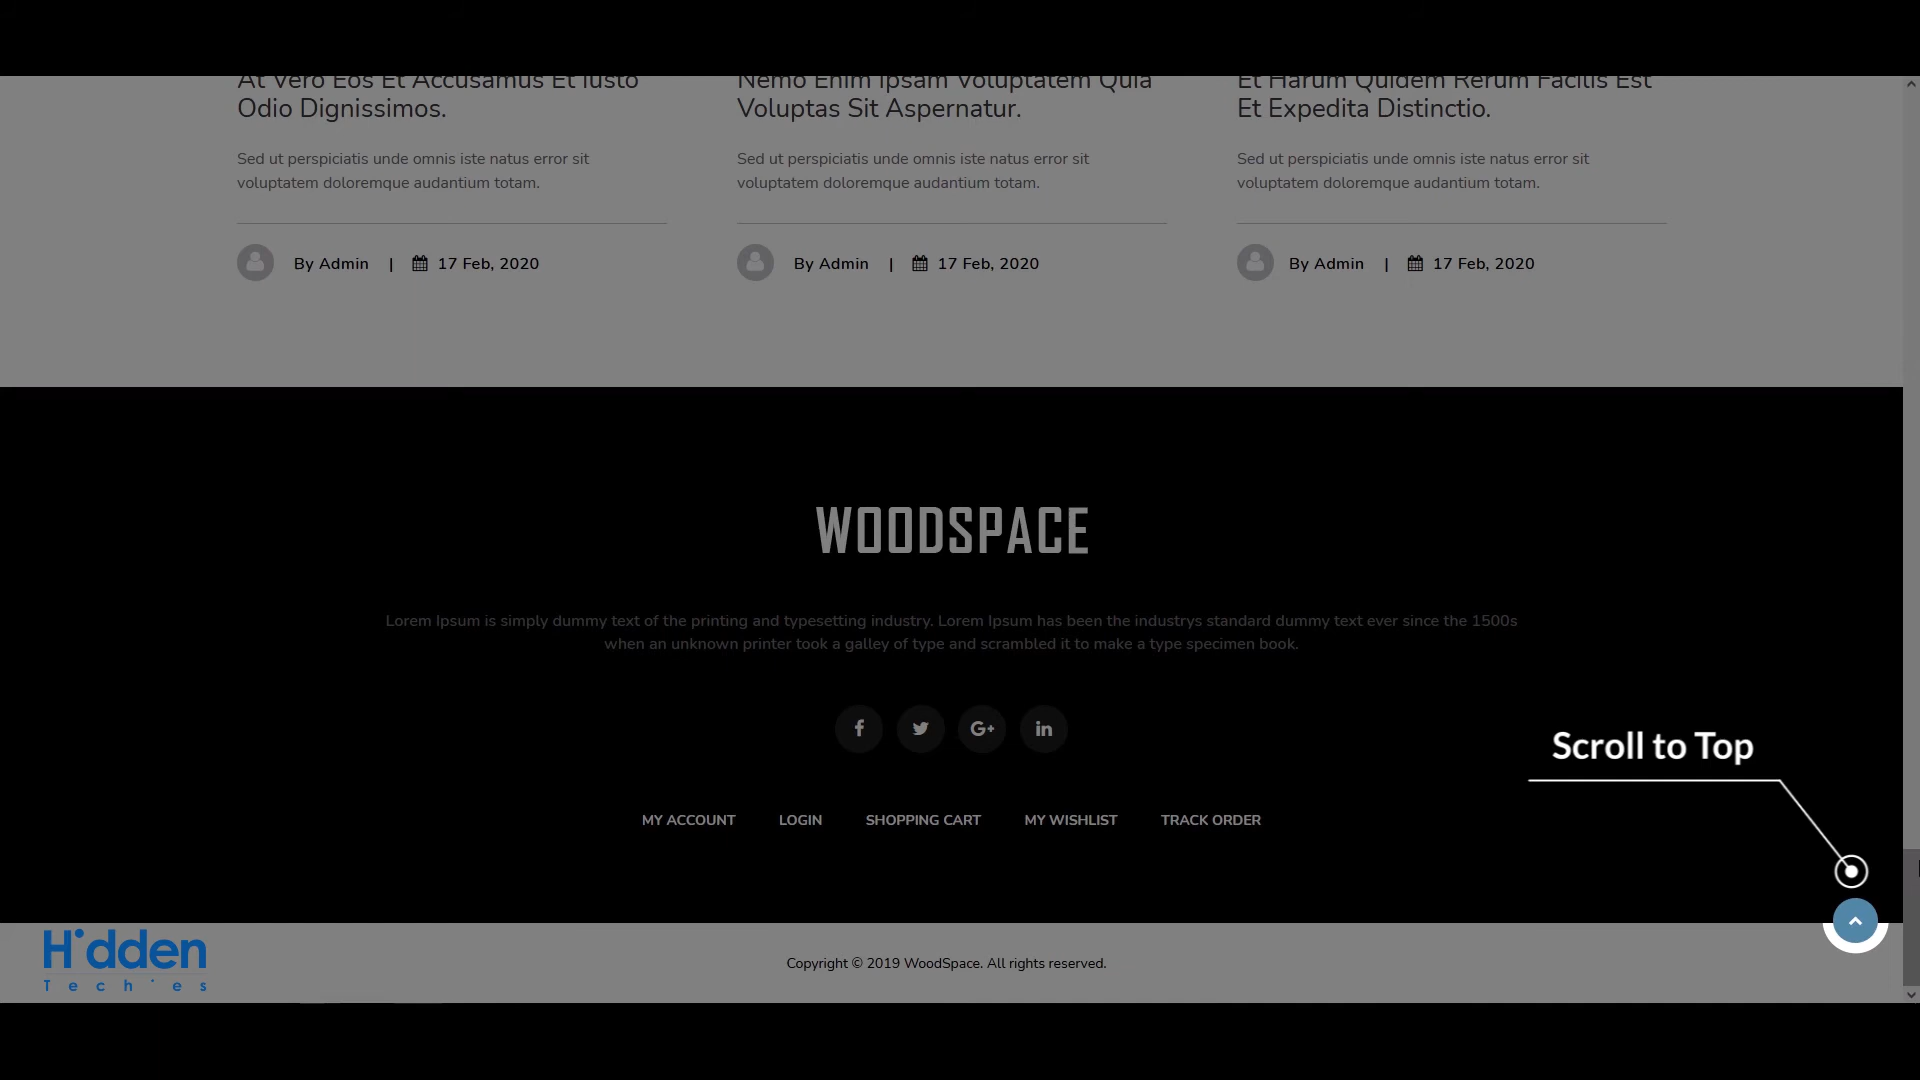 At Vero Eos Et Accusamus Et Iusto
Odio Dignissimos.
Sed ut perspiciatis unde omnis iste natus error sit
voluptatem doloremque audantium totam.
By Admin | 17 Feb, 2020
Nemo Enim Ipsam Voluptatem Quia
Voluptas Sit Aspernatur.
Sed ut perspiciatis unde omnis iste natus error sit
voluptatem doloremque audantium totam.
By Admin | 17 Feb, 2020
Et Harum Quidem Rerum Facilis Est
Et Expedita Distinctio.
Sed ut perspiciatis unde omnis iste natus error sit
voluptatem doloremque audantium totam.
By Admin | 17 Feb, 2020
WOODSPACE
Lorem Ipsum is simply dummy text of the printing and typesetting industry. Lorem Ipsum has been the industrys standard dummy text ever since the 1500s
when an unknown printer took a galley of type and scrambled it to make a type specimen book.
Scroll to Top
MY ACCOUNT LOGIN SHOPPING CART MY WISHLIST TRACK ORDER
Hidden
Techies
Copyright © 2019 WoodSpace. All rights reserved.